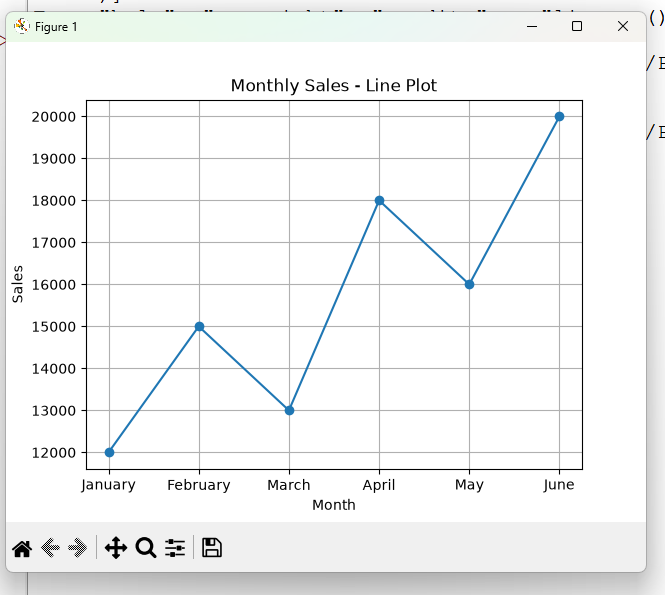 Figure 1
Monthly Sales - Line Plot
20000
19000
18000
17000
16000
15000
14000
13000
12000
Sales
January February March April May June
Month